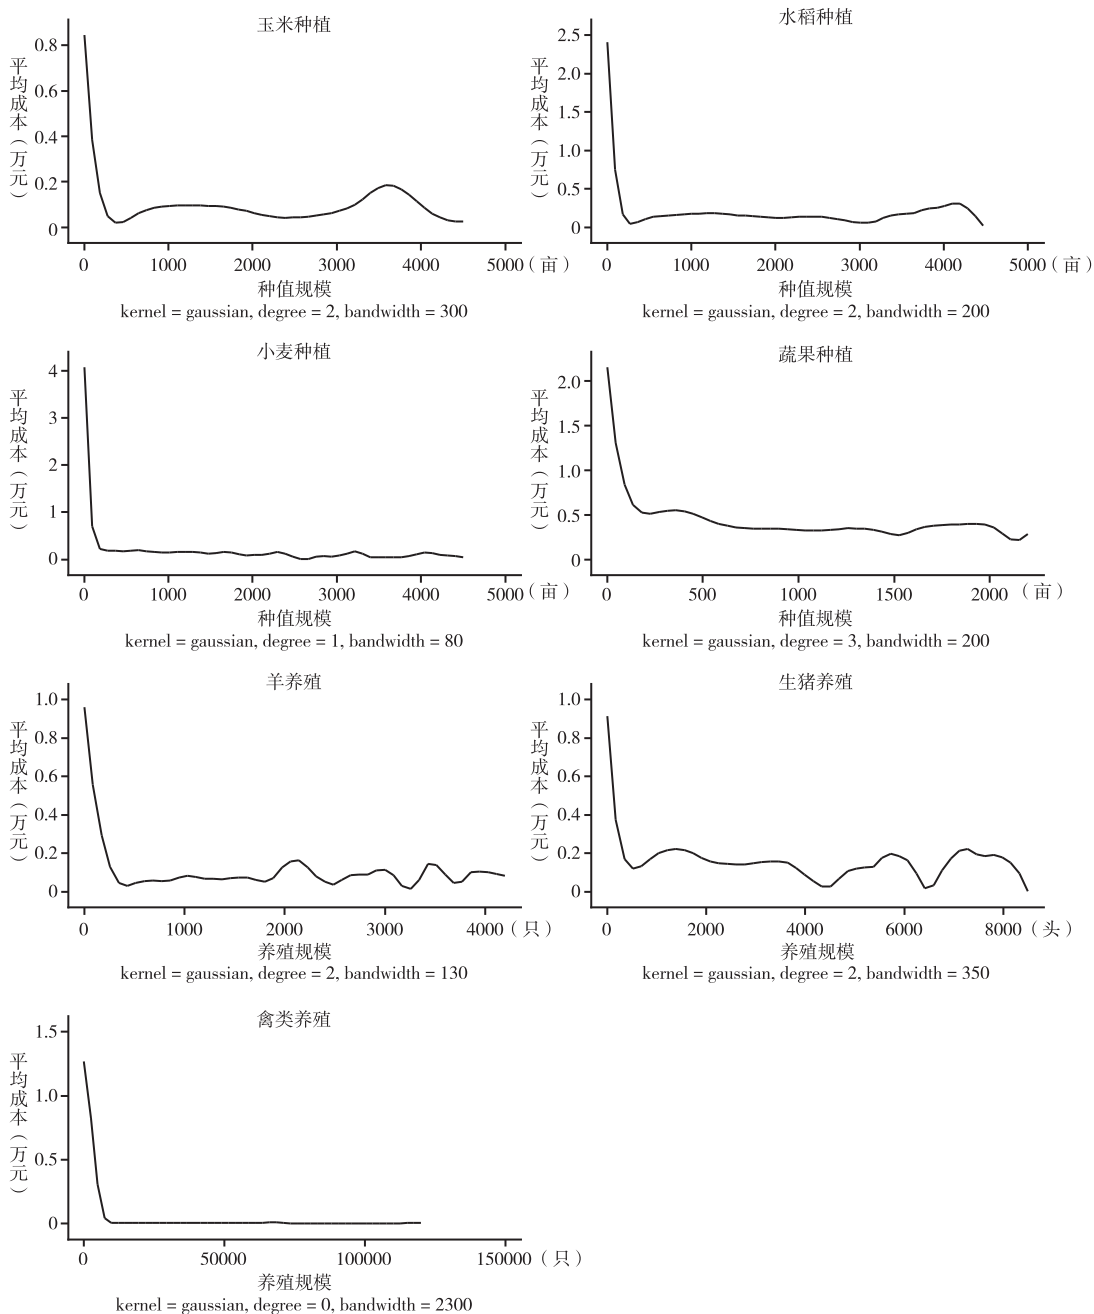 玉米种植
平均成本（万元）
0.8
0.6
0.4
0.2
0
0 1000 2000 3000 4000 5000（亩）
种值规模
kernel = gaussian, degree = 2, bandwidth = 300
水稻种植
平均成本（万元）
2.5
2.0
1.5
1.0
0.5
0
0 1000 2000 3000 4000 5000（亩）
种值规模
kernel = gaussian, degree = 2, bandwidth = 200
小麦种植
平均成本（万元）
4
3
2
1
0
0 1000 2000 3000 4000 5000（亩）
种值规模
kernel = gaussian, degree = 1, bandwidth = 80
蔬果种植
平均成本（万元）
2.0
1.5
1.0
0.5
0
0 500 1000 1500 2000 （亩）
种值规模
kernel = gaussian, degree = 3, bandwidth = 200
羊养殖
平均成本（万元）
1.0
0.8
0.6
0.4
0.2
0
0 1000 2000 3000 4000（只）
养殖规模
kernel = gaussian, degree = 2, bandwidth = 130
生猪养殖
平均成本（万元）
1.0
0.8
0.6
0.4
0.2
0
0 2000 4000 6000 8000（头）
养殖规模
kernel = gaussian, degree = 2, bandwidth = 350
禽类养殖
平均成本（万元）
1.5
1.0
0.5
0
0 50000 100000 150000（只）
养殖规模
kernel = gaussian, degree = 0, bandwidth = 2300